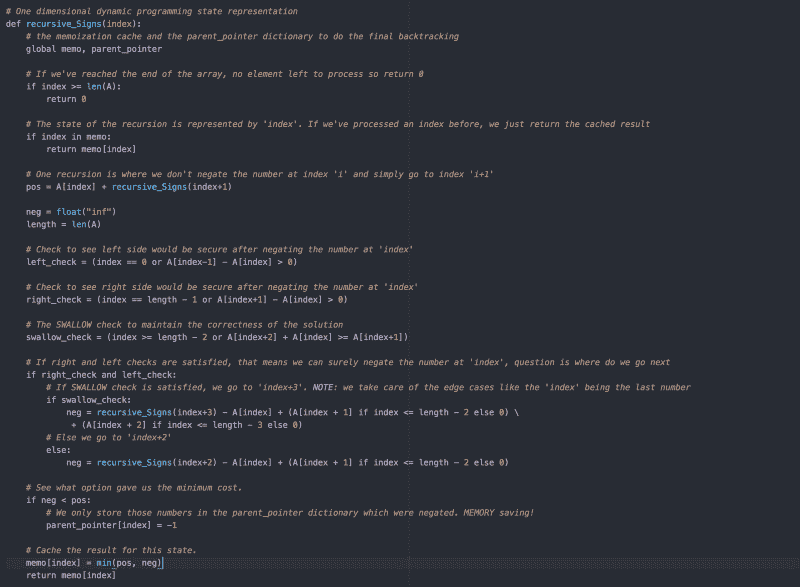 # One dimensional dynamic programming state representation
def recursive_Signs(index):
    # the memoization cache and the parent_pointer dictionary to do the final backtracking
    global memo, parent_pointer

    # If we've reached the end of the array, no element left to process so return 0
    if index >= len(A):
        return 0

    # The state of the recursion is represented by 'index'. If we've processed an index before, we just return the cached result
    if index in memo:
        return memo[index]

    # One recursion is where we don't negate the number at index 'i' and simply go to index 'i+1'
    pos = A[index] + recursive_Signs(index+1)

    neg = float("inf")
    length = len(A)

    # Check to see left side would be secure after negating the number at 'index'
    left_check = (index == 0 or A[index-1] - A[index] > 0)

    # Check to see right side would be secure after negating the number at 'index'
    right_check = (index == length - 1 or A[index+1] - A[index] > 0)

    # The SWALLOW check to maintain the correctness of the solution
    swallow_check = (index >= length - 2 or A[index+2] + A[index] >= A[index+1])

    # If right and left checks are satisfied, that means we can surely negate the number at 'index', question is where do we go next
    if right_check and left_check:
        # If SWALLOW check is satisfied, we go to 'index+3'. NOTE: we take care of the edge cases like the 'index' being the last number
        if swallow_check:
            neg = recursive_Signs(index+3) - A[index] + (A[index + 1] if index <= length - 2 else 0) \
             + (A[index + 2] if index <= length - 3 else 0)
        # Else we go to 'index+2'
        else:
            neg = recursive_Signs(index+2) - A[index] + (A[index + 1] if index <= length - 2 else 0)

    # See what option gave us the minimum cost.
    if neg < pos:
        # We only store those numbers in the parent_pointer dictionary which were negated. MEMORY saving!
        parent_pointer[index] = -1

    # Cache the result for this state.
    memo[index] = min(pos, neg)
    return memo[index]